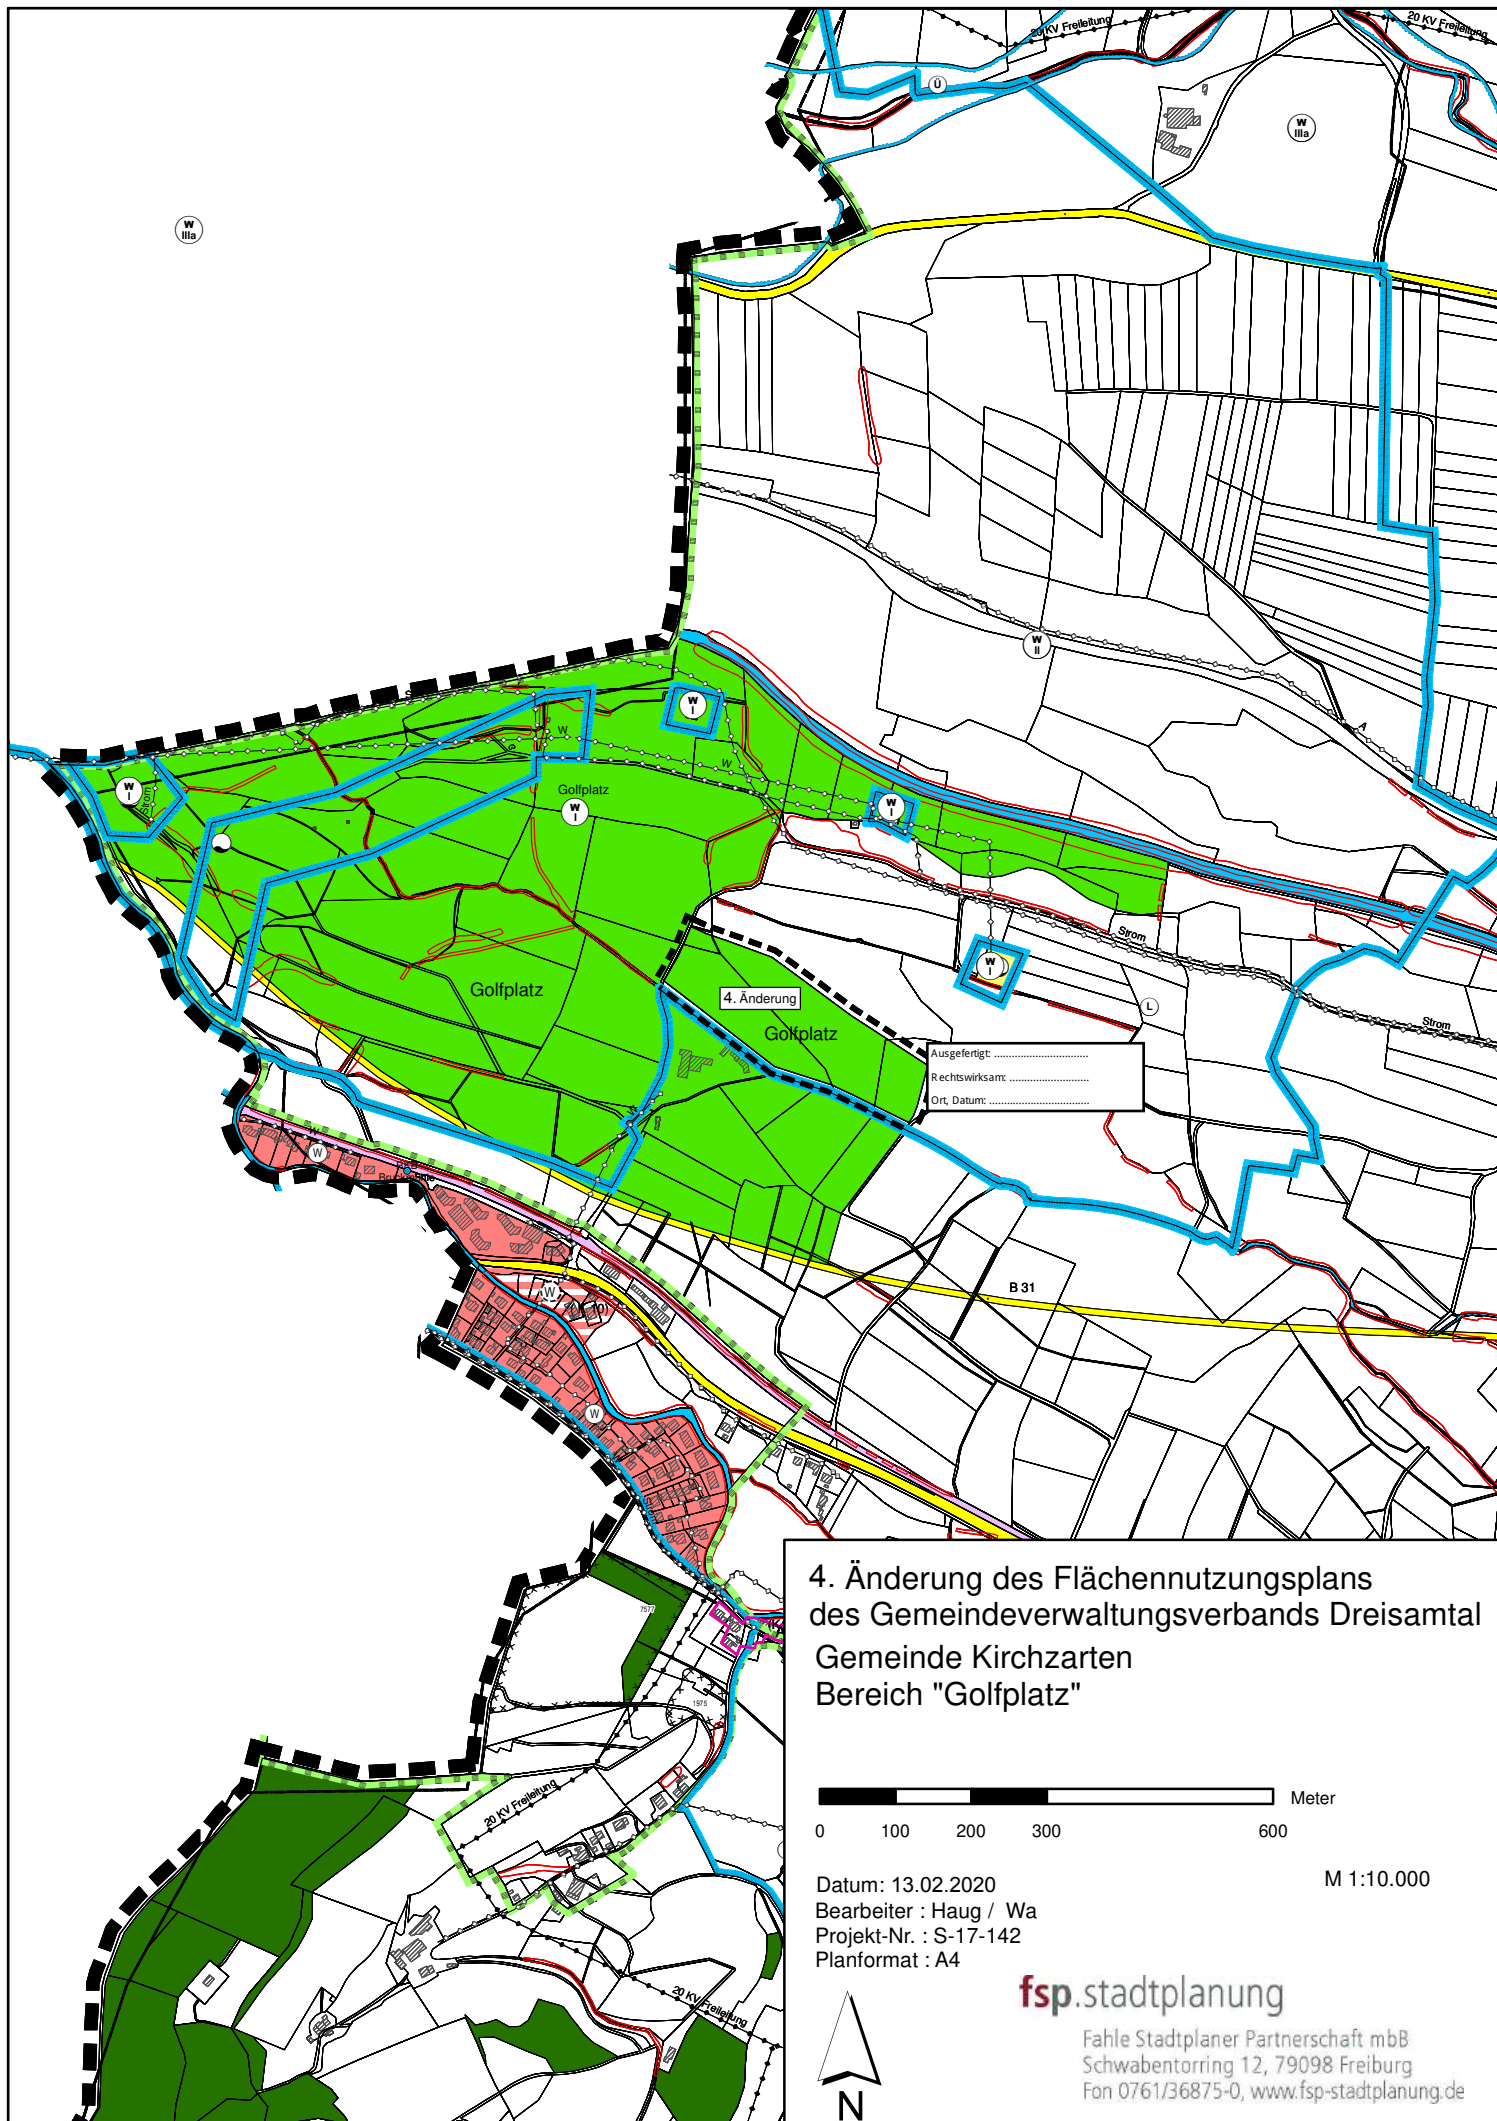 20 KV Freileitung
20 KV Freileitung
Ü
W
IIIa
W
IIIa
W
II
A
W
I
W
W
Golfplatz
W
I
W
I
W
I
Strom
G
Strom
W
I
L
Strom
Golfplatz
4. Änderung
Golfplatz
Ausgefertigt: ................................
Rechtswirksam: ...........................
Ort, Datum: ..................................
W
W
W
B 31
W
W
7577
1975
20 KV Freileitung
20 KV Freileitung
4. Änderung des Flächennutzungsplans
des Gemeindeverwaltungsverbands Dreisamtal
Gemeinde Kirchzarten
Bereich "Golfplatz"
Meter
0 100 200 300 600
M 1:10.000
Datum: 13.02.2020
Bearbeiter : Haug / Wa
Projekt-Nr. : S-17-142
Planformat : A4
fsp.stadtplanung
Fahle Stadtplaner Partnerschaft mbB
Schwabentorring 12, 79098 Freiburg
Fon 0761/36875-0, www.fsp-stadtplanung.de
N